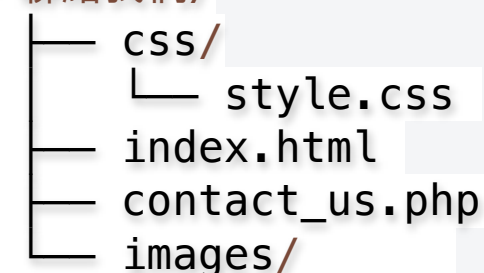 ├── css/
│   └── style.css
├── index.html
├── contact_us.php
└── images/